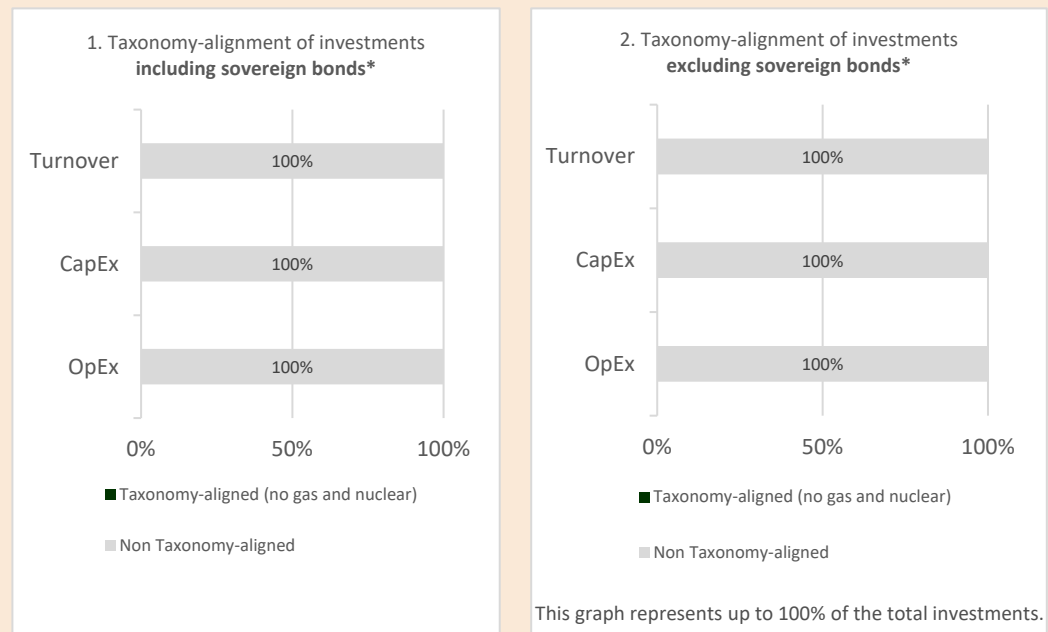 1. Taxonomy-alignment of investments
including sovereign bonds*
Turnover
100%
CapEx
100%
OpEx
100%
0%
50%
100%
Taxonomy-aligned (no gas and nuclear)
Non Taxonomy-aligned
2. Taxonomy-alignment of investments
excluding sovereign bonds*
Turnover
100%
CapEx
100%
OpEx
100%
0%
50%
100%
Taxonomy-aligned (no gas and nuclear)
Non Taxonomy-aligned
This graph represents up to 100% of the total investments.